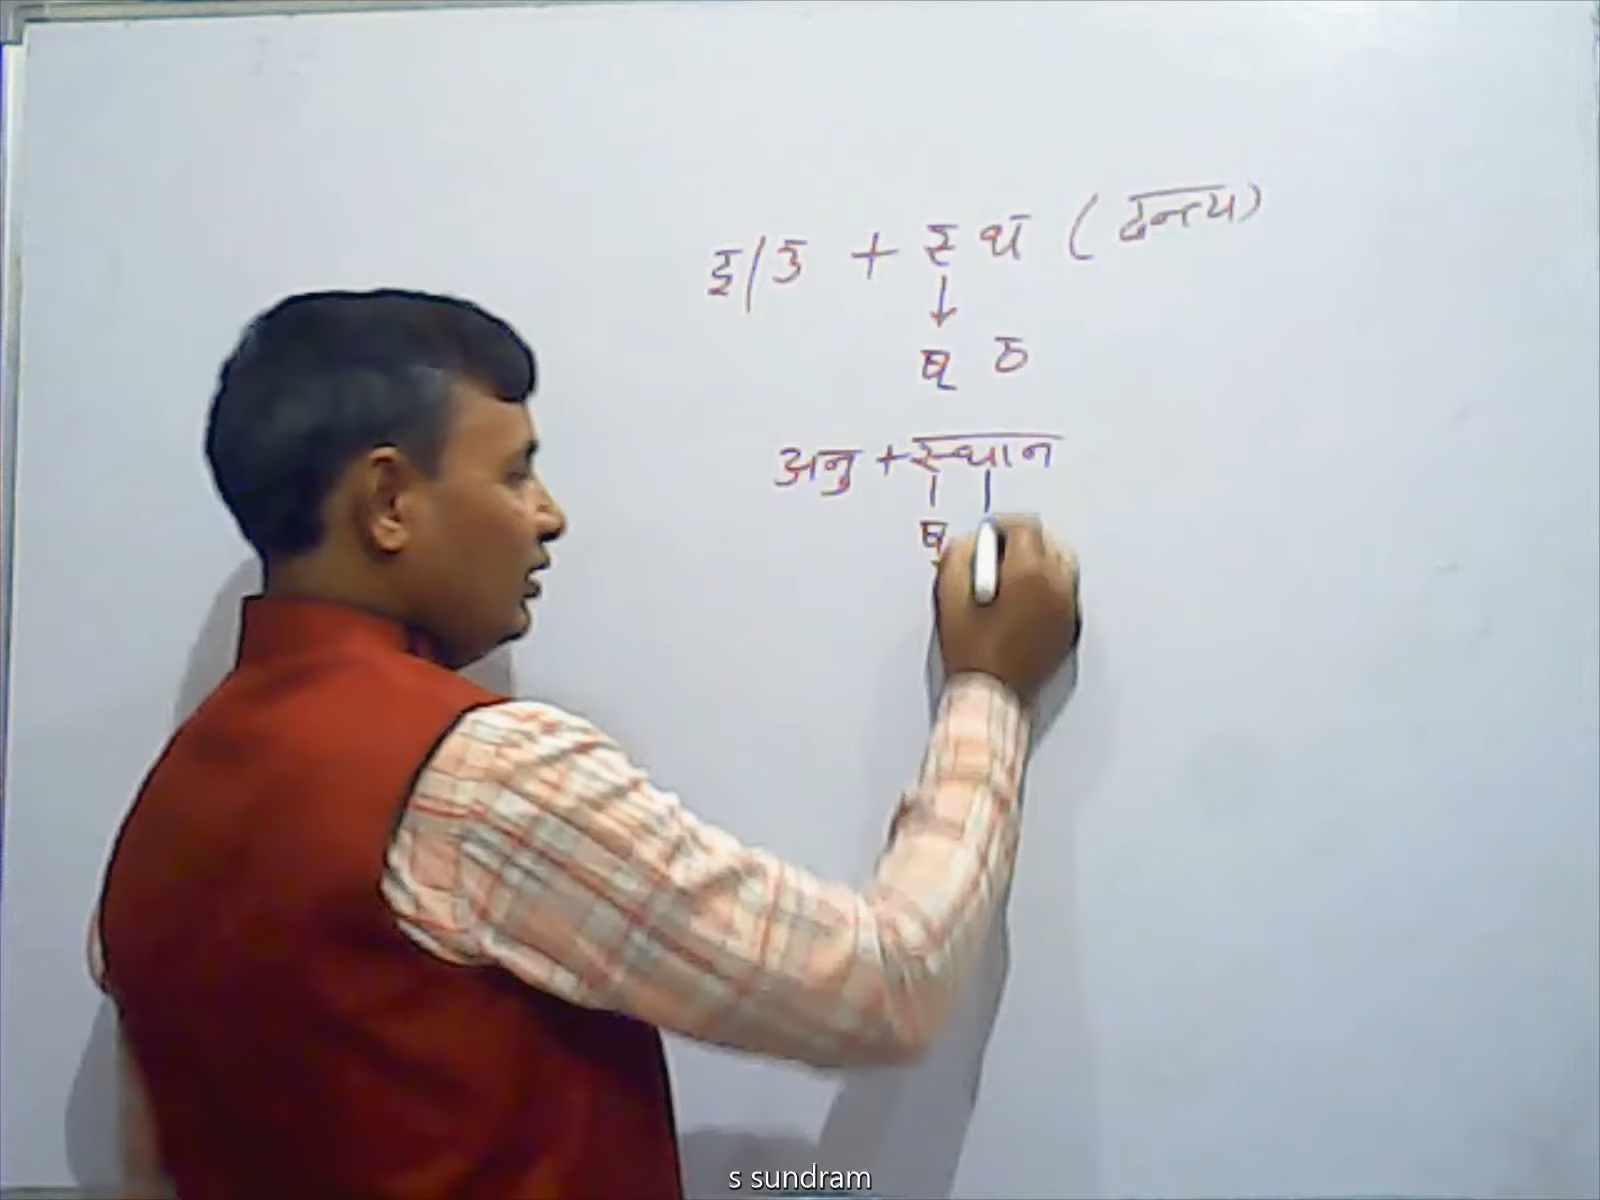 इ/उ + स् थ (दन्त्य)
↓
ष् ठ
अनु + स्थान
ष्
s sundram